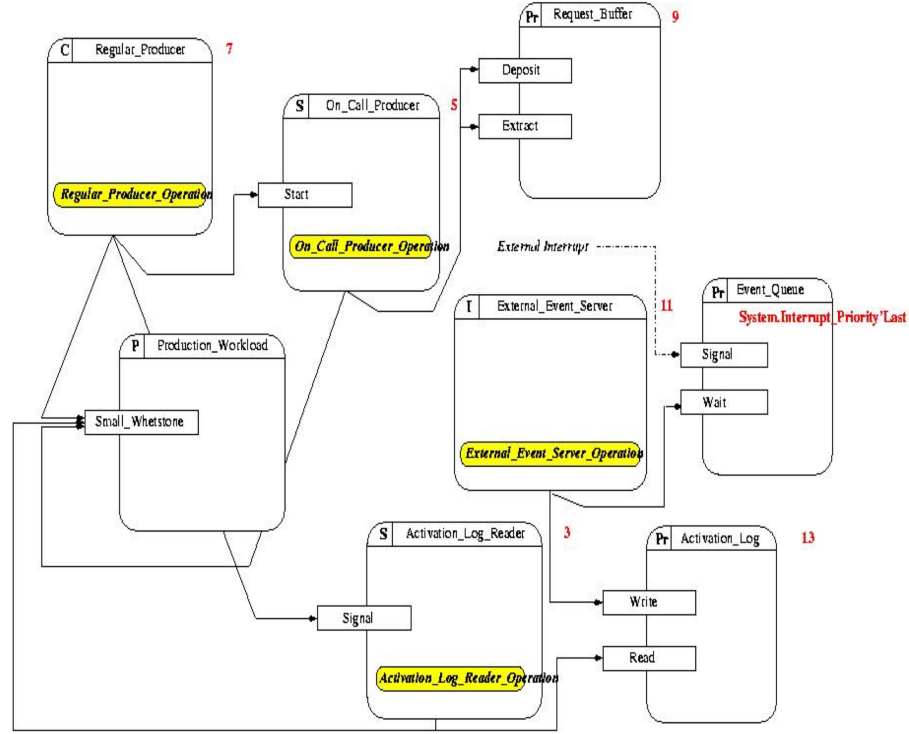 Pr Request_Buffer 9
C Regular_Producer 7
Deposit
S On_Call_Producer 5
Extract
Regular_Producer_Operation
Start
On_Call_Producer_Operation
External Interrupt
Pr Event_Queue
I External_Event_Server 11
System.Interrupt_Priority'Last
P Production_Workload
Signal
Wait
Small_Whetstone
External_Event_Server_Operation
S Activation_Log_Reader 3
Pr Activation_Log 13
Write
Signal
Read
Activation_Log_Reader_Operation